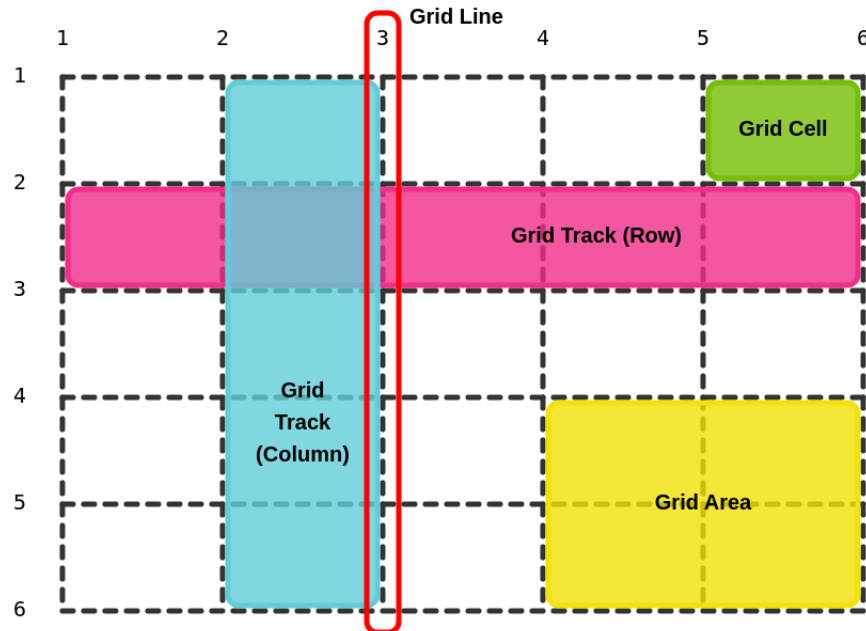 Grid Line
1 2 3 4 5 6
1
Grid Cell
2
Grid Track (Row)
3
4
Grid
Track
(Column)
5
Grid Area
6